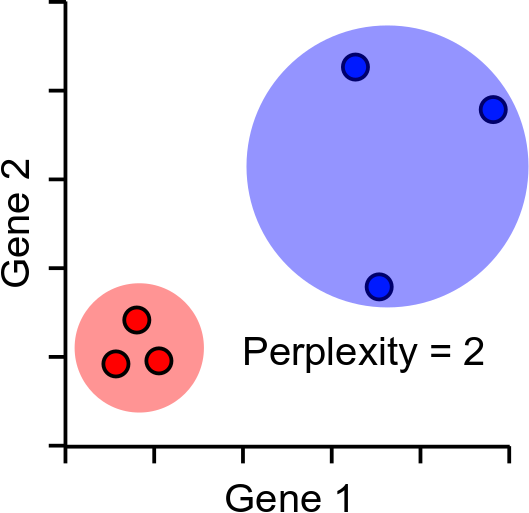 Gene 2
Perplexity = 2
Gene 1